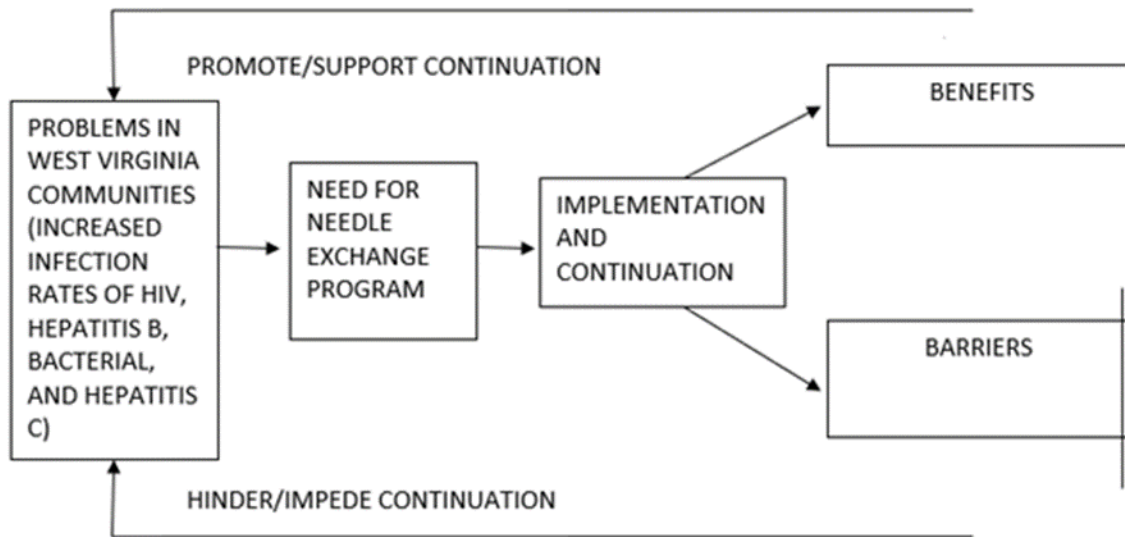 PROMOTE/SUPPORT CONTINUATION
PROBLEMS IN
WEST VIRGINIA
COMMUNITIES
(INCREASED
INFECTION
RATES OF HIV,
HEPATITIS B,
BACTERIAL,
AND HEPATITIS
C)
NEED FOR
NEEDLE
EXCHANGE
PROGRAM
IMPLEMENTATION
AND
CONTINUATION
BENEFITS
BARRIERS
HINDER/IMPEDE CONTINUATION